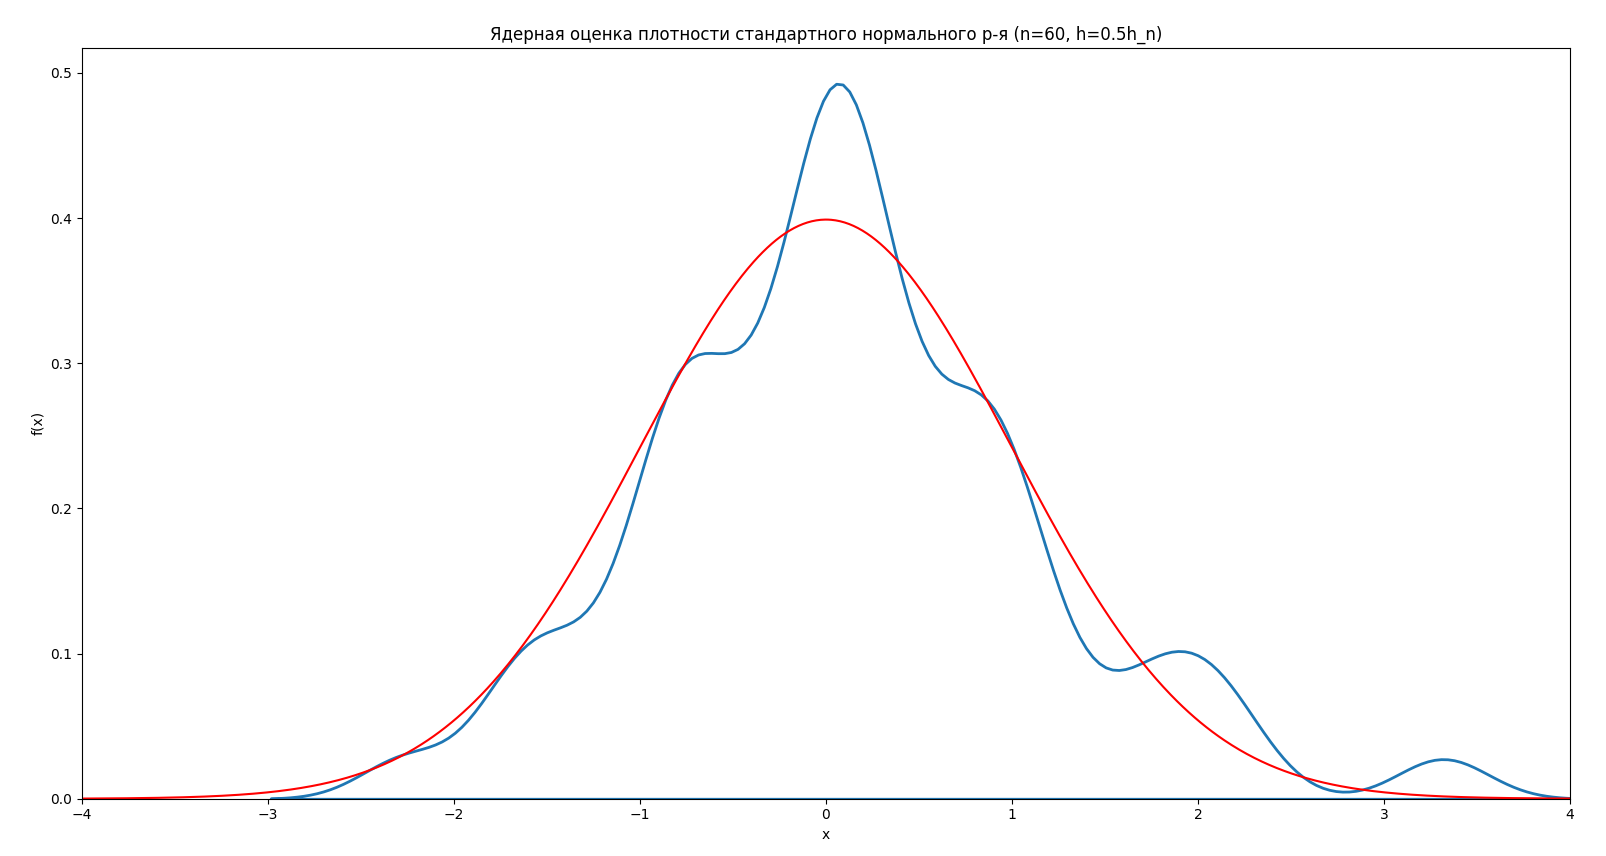 Ядерная оценка плотности стандартного нормального р-я (n=60, h=0.5h_n)
0.5
0.4
0.3
0.2
0.1
0.0
f(x)
−4 −3 −2 −1 0 1 2 3 4
x